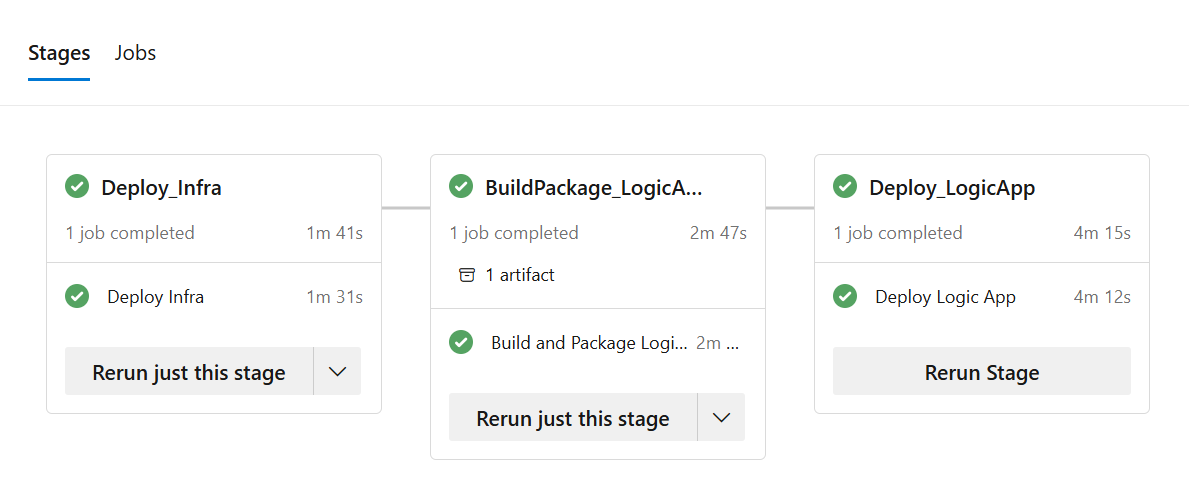 Stages Jobs
Deploy_Infra
1 job completed 1m 41s
Deploy Infra 1m 31s
Rerun just this stage
BuildPackage_LogicA...
1 job completed 2m 47s
1 artifact
Build and Package Logi... 2m ...
Rerun just this stage
Deploy_LogicApp
1 job completed 4m 15s
Deploy Logic App 4m 12s
Rerun Stage